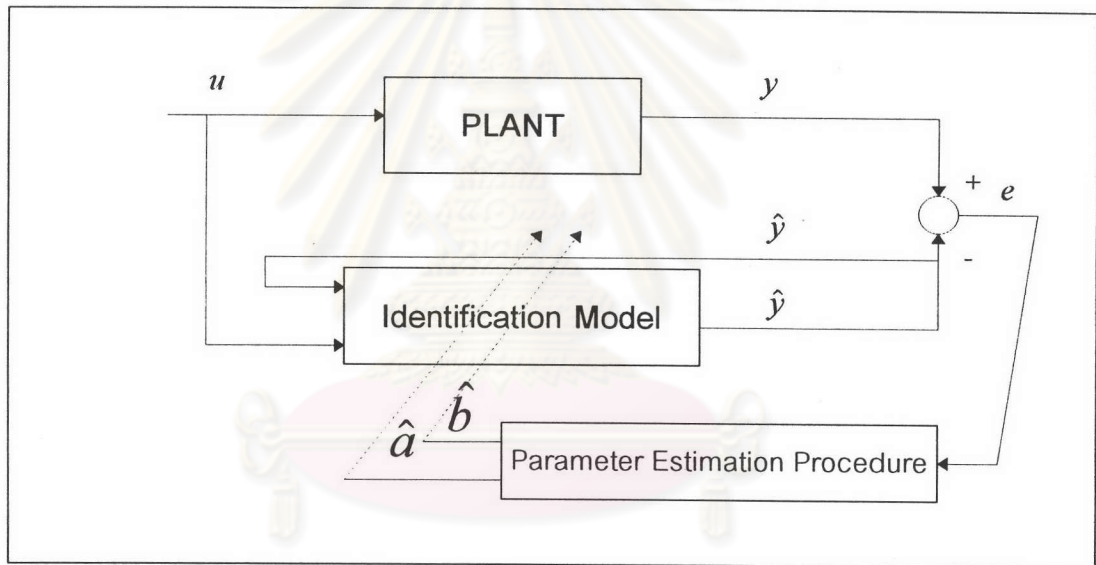 u
y
PLANT
+
e
ŷ
-
Identification Model
ŷ
b̂
â
Parameter Estimation Procedure